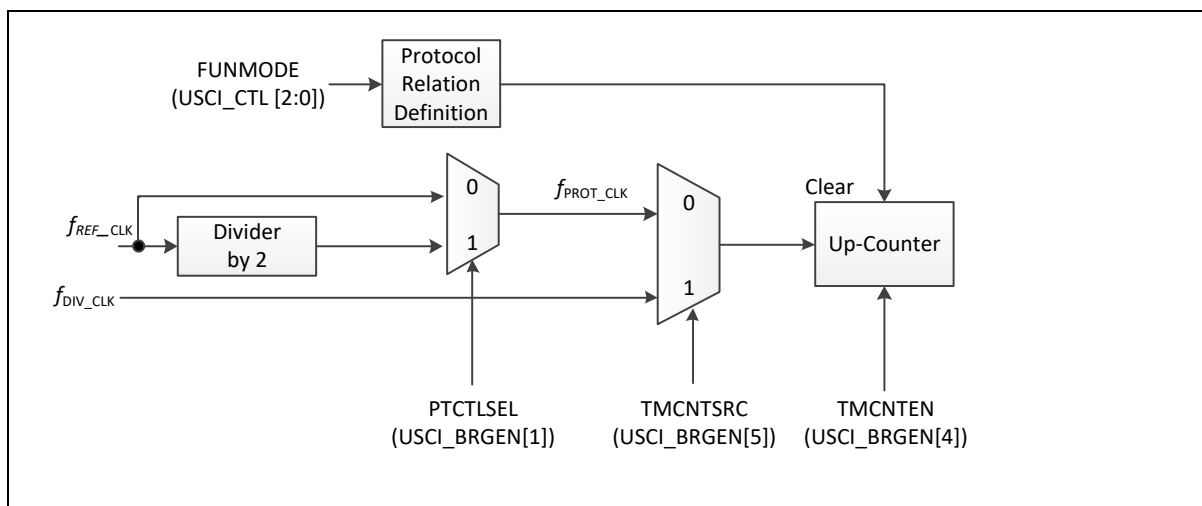 FUNMODE
(USCI_CTL [2:0])
Protocol
Relation
Definition
0
1
fREF_CLK
Divider
by 2
fPROT_CLK
0
1
Clear
Up-Counter
fDIV_CLK
PTCTLSEL
(USCI_BRGEN[1])
TMCNTSRC
(USCI_BRGEN[5])
TMCNTEN
(USCI_BRGEN[4])